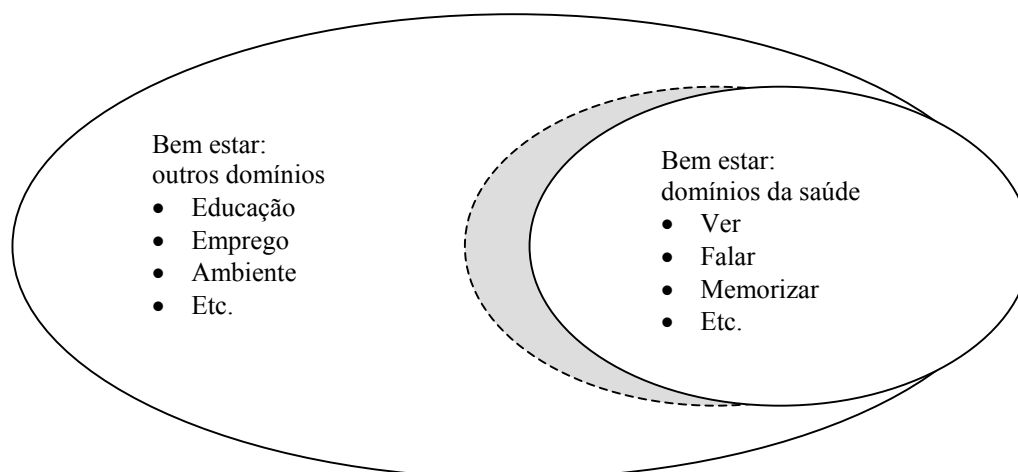 Bem estar:
outros domínios
• Educação
• Emprego
• Ambiente
• Etc.
Bem estar:
domínios da saúde
• Ver
• Falar
• Memorizar
• Etc.